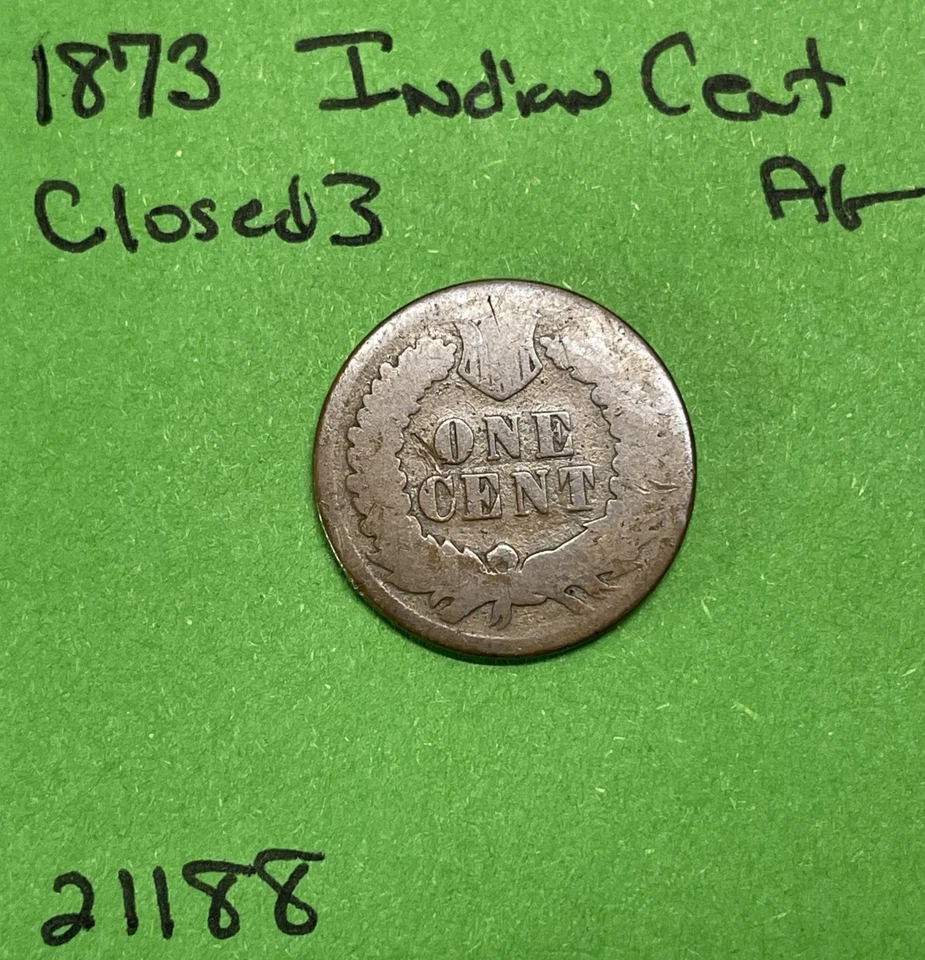 1873 Indian Cent
Closed 3 AG
ONE
CENT
21188